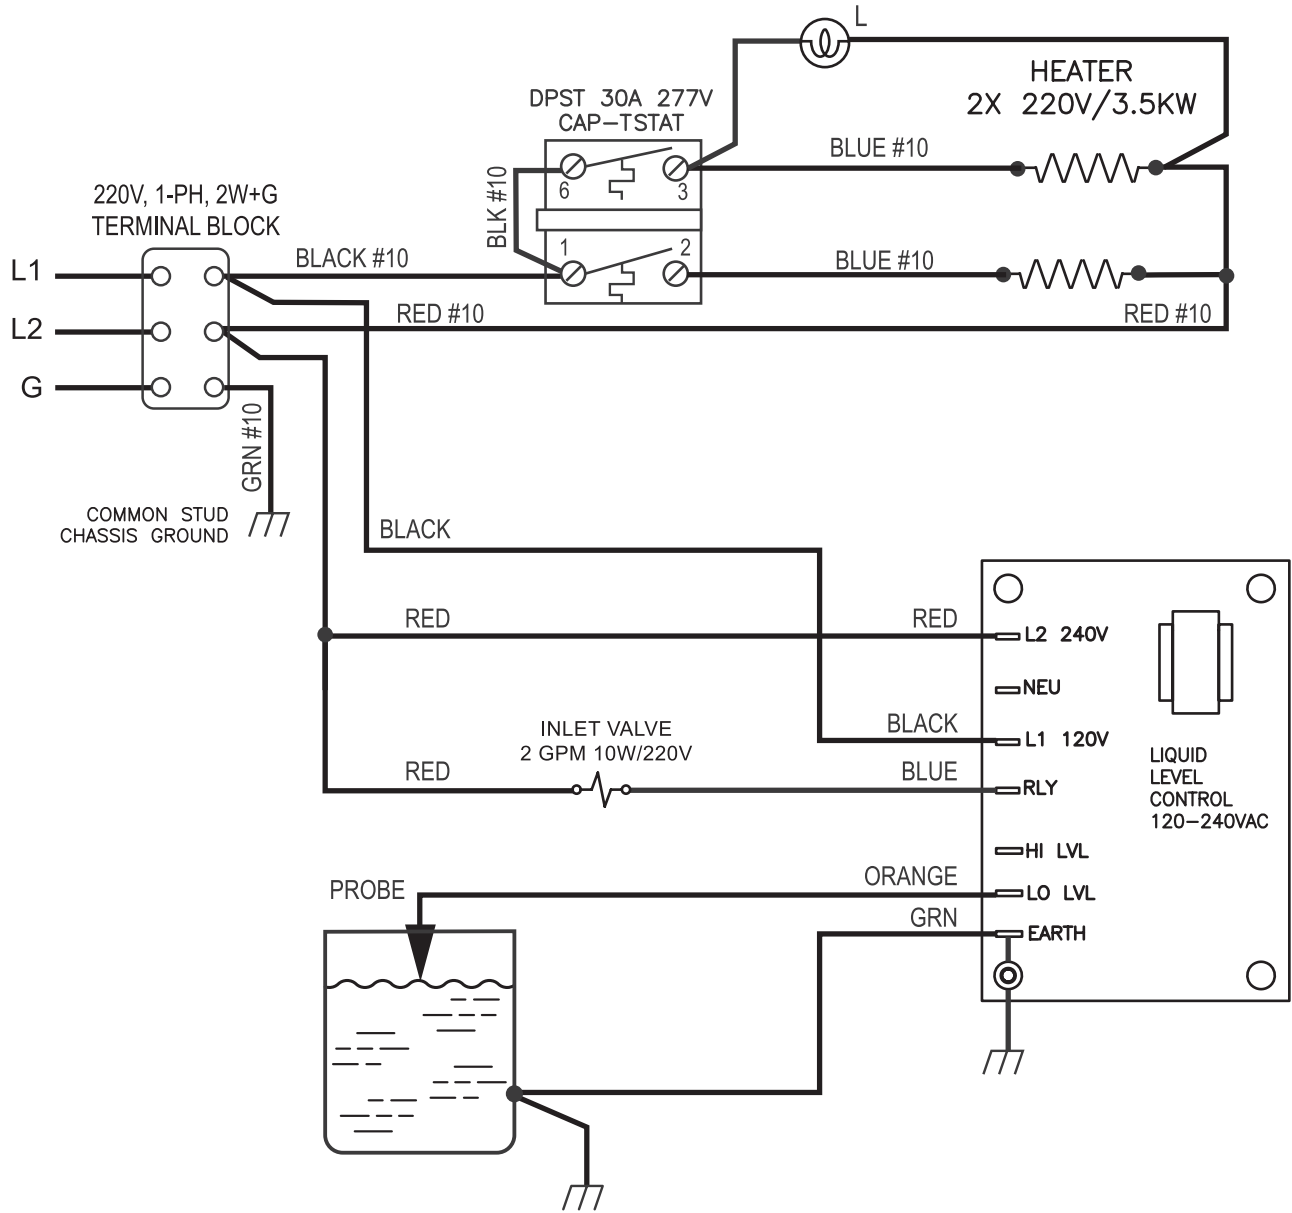 L
HEATER
2X 220V/3.5KW
DPST 30A 277V
CAP-TSTAT
BLUE #10
6
3
BLK #10
220V, 1-PH, 2W+G
TERMINAL BLOCK
1
2
L1
BLACK #10
BLUE #10
L2
RED #10
RED #10
G
GRN #10
COMMON STUD
CHASSIS GROUND
BLACK
RED
RED
L2 240V
NEU
INLET VALVE
2 GPM 10W/220V
BLACK
L1 120V
LIQUID
LEVEL
CONTROL
120-240VAC
RED
BLUE
RLY
HI LVL
PROBE
ORANGE
LO LVL
GRN
EARTH